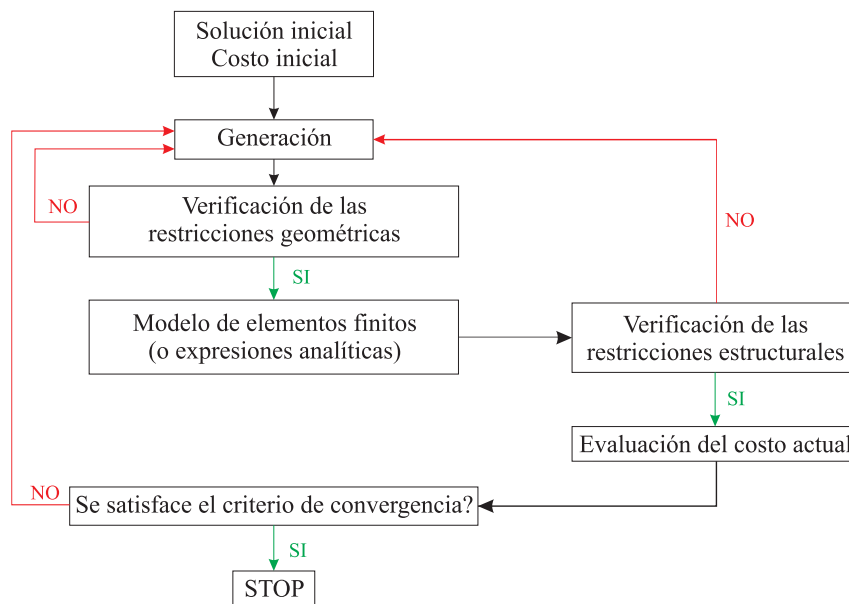 Solución inicial
Costo inicial
Generación
NO
Verificación de las
restricciones geométricas
NO
SI
Modelo de elementos finitos
(o expresiones analíticas)
Verificación de las
restricciones estructurales
SI
Evaluación del costo actual
NO
Se satisface el criterio de convergencia?
SI
STOP